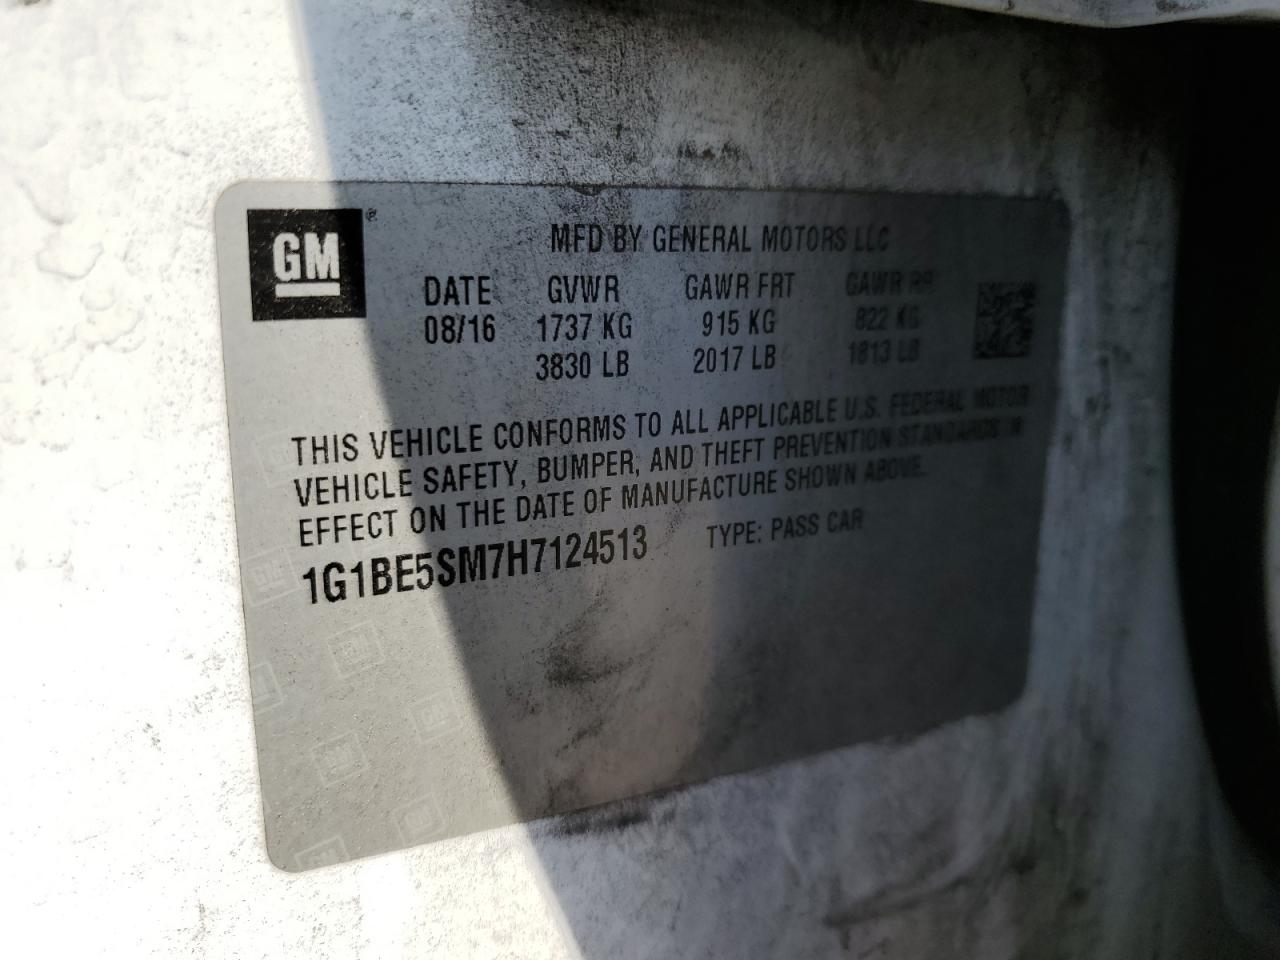 GM®
MFD BY GENERAL MOTORS LLC
DATE GVWR GAWR FRT GAWR RR
08/16 1737 KG 915 KG 822 KG
3830 LB 2017 LB 1813 LB
THIS VEHICLE CONFORMS TO ALL APPLICABLE U.S. FEDERAL MOTOR
VEHICLE SAFETY, BUMPER, AND THEFT PREVENTION STANDARDS IN
EFFECT ON THE DATE OF MANUFACTURE SHOWN ABOVE.
1G1BE5SM7H7124513 TYPE: PASS CAR